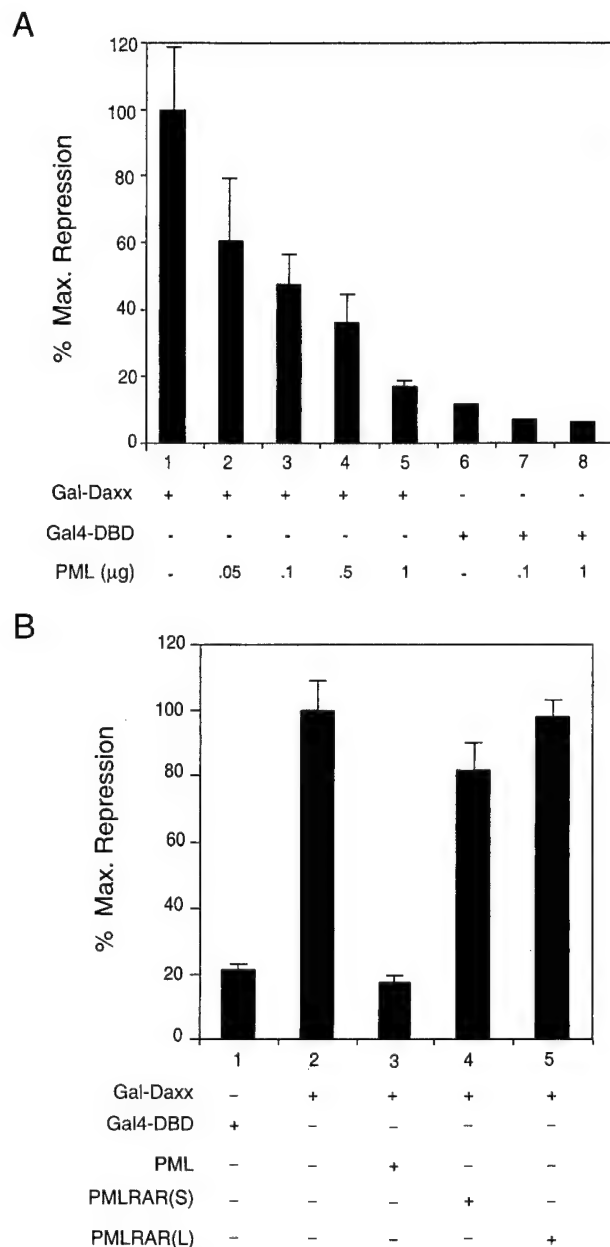 A
120
100
80
60
40
20
0
% Max. Repression
1 2 3 4 5 6 7 8
Gal-Daxx + + + + + - - -
Gal4-DBD - - - - - + + +
PML (µg) - .05 .1 .5 1 - .1 1
B
120
100
80
60
40
20
0
% Max. Repression
1 2 3 4 5
Gal-Daxx – + + + +
Gal4-DBD + – – – –
PML – – + – –
PMLRAR(S) – – – + –
PMLRAR(L) – – – – +